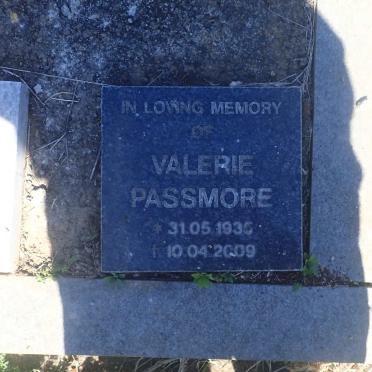 IN LOVING MEMORY
OF
VALERIE
PASSMORE
* 31.05.1935
† 10.04.2009